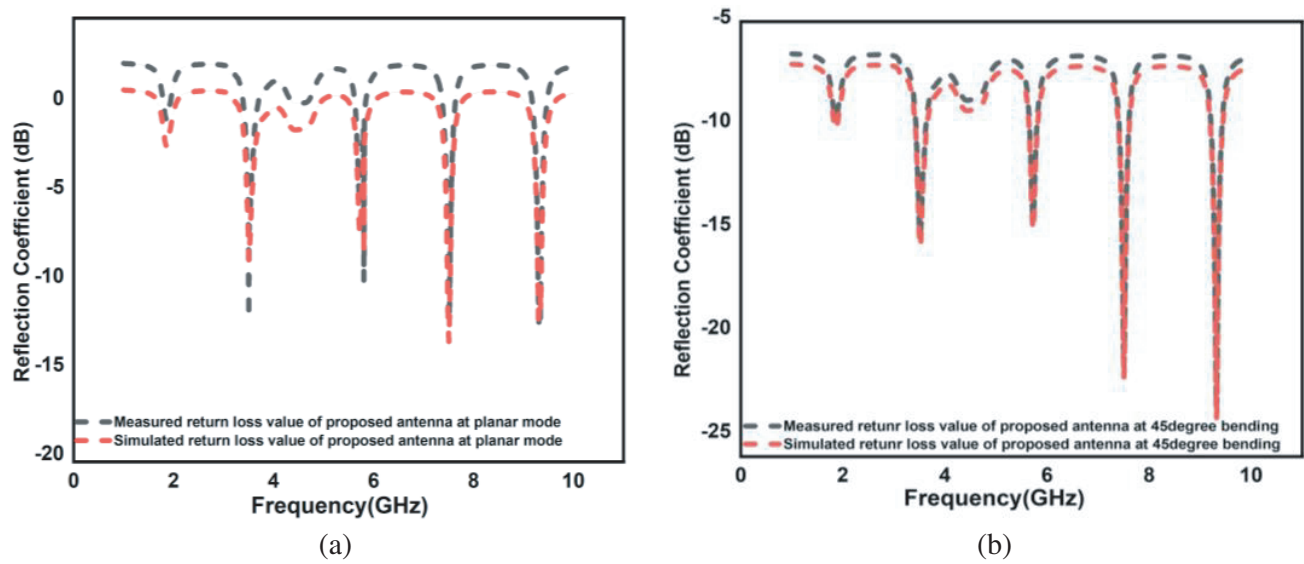 Reflection Coefficient (dB)
0
-5
-10
-15
-20
Measured return loss value of proposed antenna at planar mode
Simulated return loss value of proposed antenna at planar mode
0 2 4 6 8 10
Frequency(GHz)
(a)
Reflection Coefficient (dB)
-5
-10
-15
-20
-25
Measured retunr loss value of proposed antenna at 45degree bending
Simulated retunr loss value of proposed antenna at 45degree bending
0 2 4 6 8 10
Frequency(GHz)
(b)